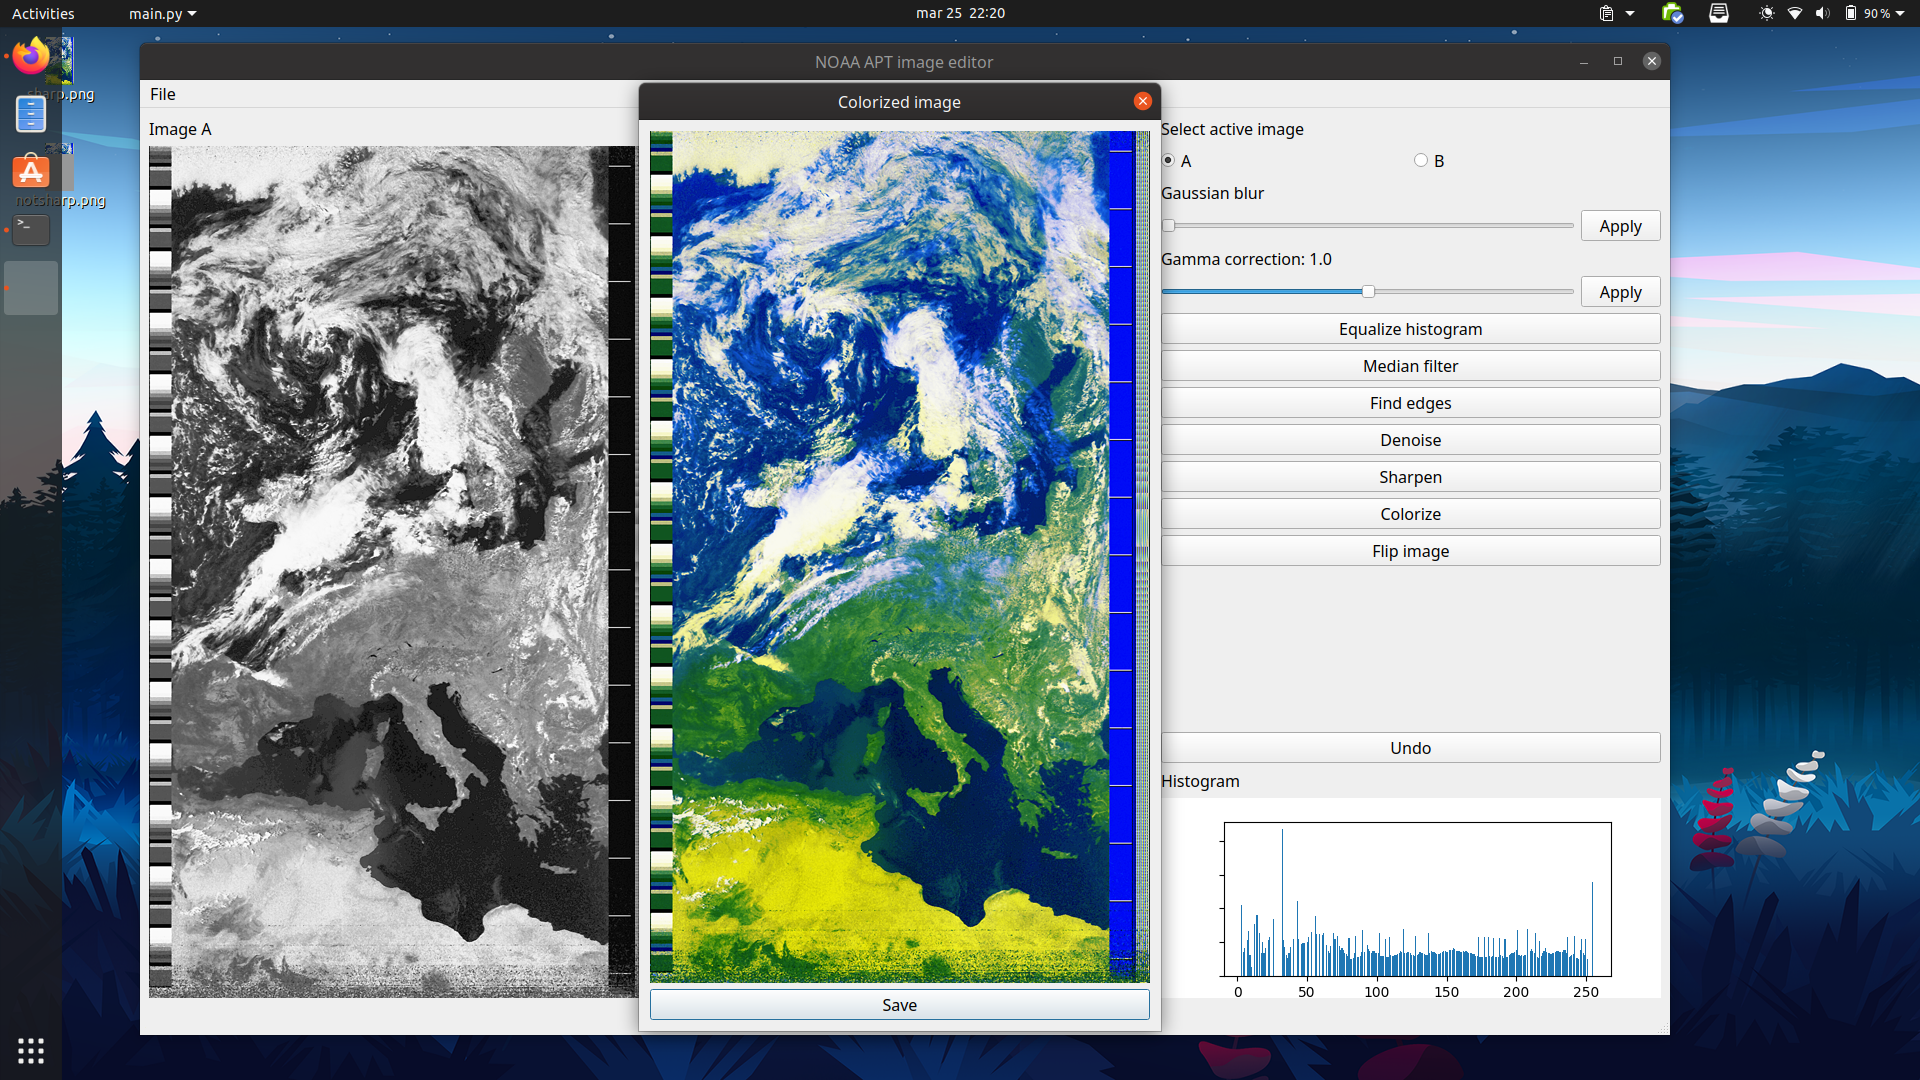 Activities
main.py
mar 25 22:20
90 %
sharp.png
notsharp.png
NOAA APT image editor
File
Image A
Colorized image
Save
Select active image
A
B
Gaussian blur
Apply
Gamma correction: 1.0
Apply
Equalize histogram
Median filter
Find edges
Denoise
Sharpen
Colorize
Flip image
Undo
Histogram
0 50 100 150 200 250